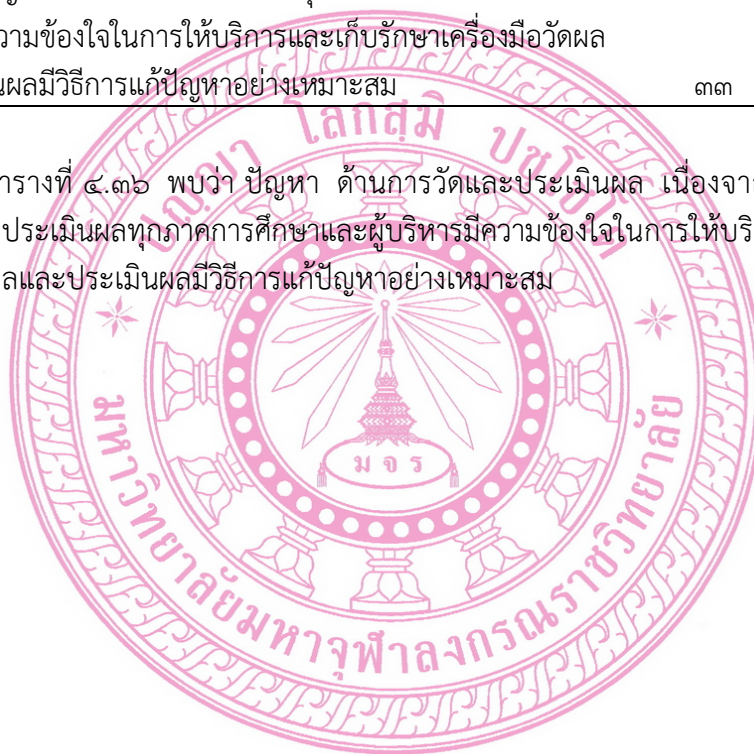 วามข้องใจในการให้บริการและเก็บรักษาเครื่องมือวัดผล
นผลมีวิธีการแก้ปัญหาอย่างเหมาะสม ๓๓
ารางที่ ๔.๓๖ พบว่า ปัญหา ด้านการวัดและประเมินผล เนื่องจา
ประเมินผลทุกภาคการศึกษาและผู้บริหารมีความข้องใจในการให้บริ
ลและประเมินผลมีวิธีการแก้ปัญหาอย่างเหมาะสม
ปญฺญา โลกสฺมิ ปชฺโชโต
ม จ ร
มหาวิทยาลัยมหาจุฬาลงกรณราชวิทยาลัย